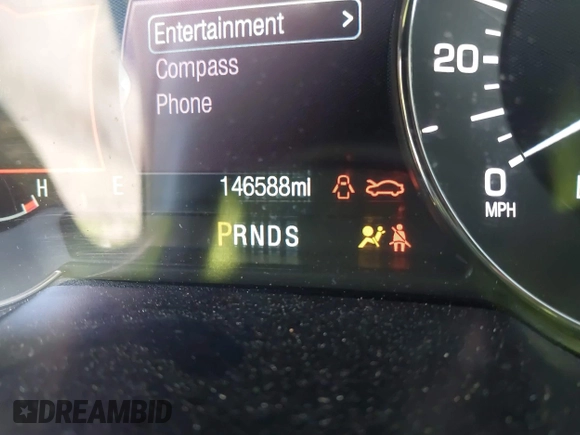 Entertainment >
Compass
Phone
20
H
E
146588mi
0
MPH
PRNDS
DREAMBID